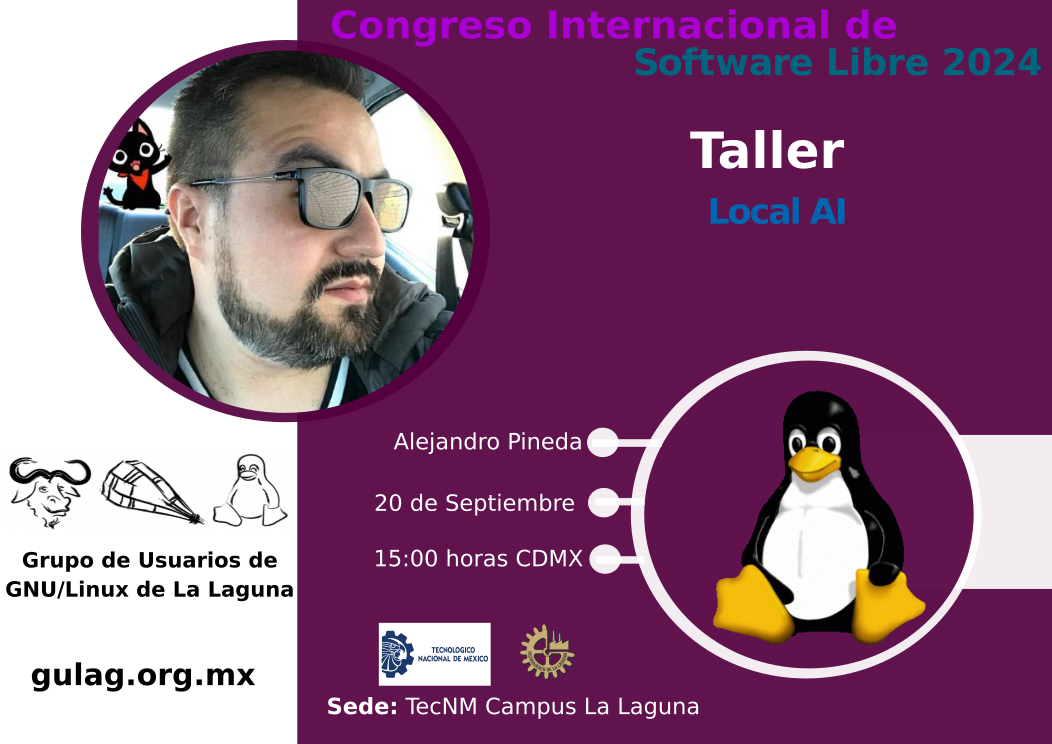 Congreso Internacional de
Software Libre 2024
Taller
Local AI
Alejandro Pineda
20 de Septiembre
15:00 horas CDMX
Grupo de Usuarios de
GNU/Linux de La Laguna
gulag.org.mx
TECNOLÓGICO
NACIONAL DE MÉXICO
Sede: TecNM Campus La Laguna